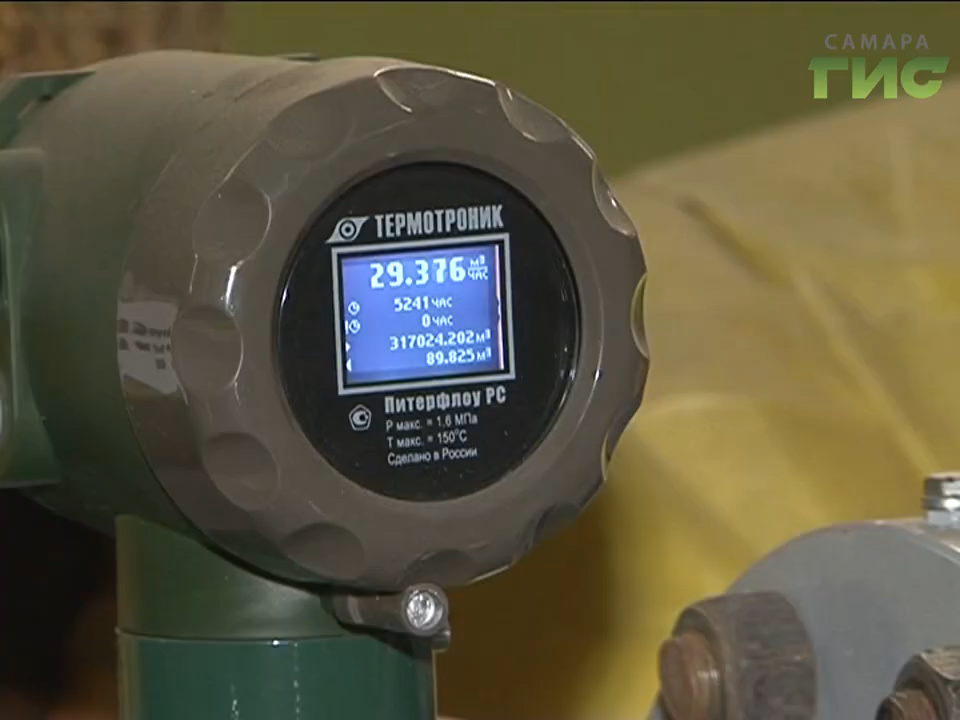 САМАРА
ГИС
ТЕРМОТРОНИК
29.376 м³/ЧАС
5241 ЧАС
0 ЧАС
317024.202 м³
89.825 м³
Питерфлоу РС
Р макс. = 1,6 МПа
Т макс. = 150°С
Сделано в России